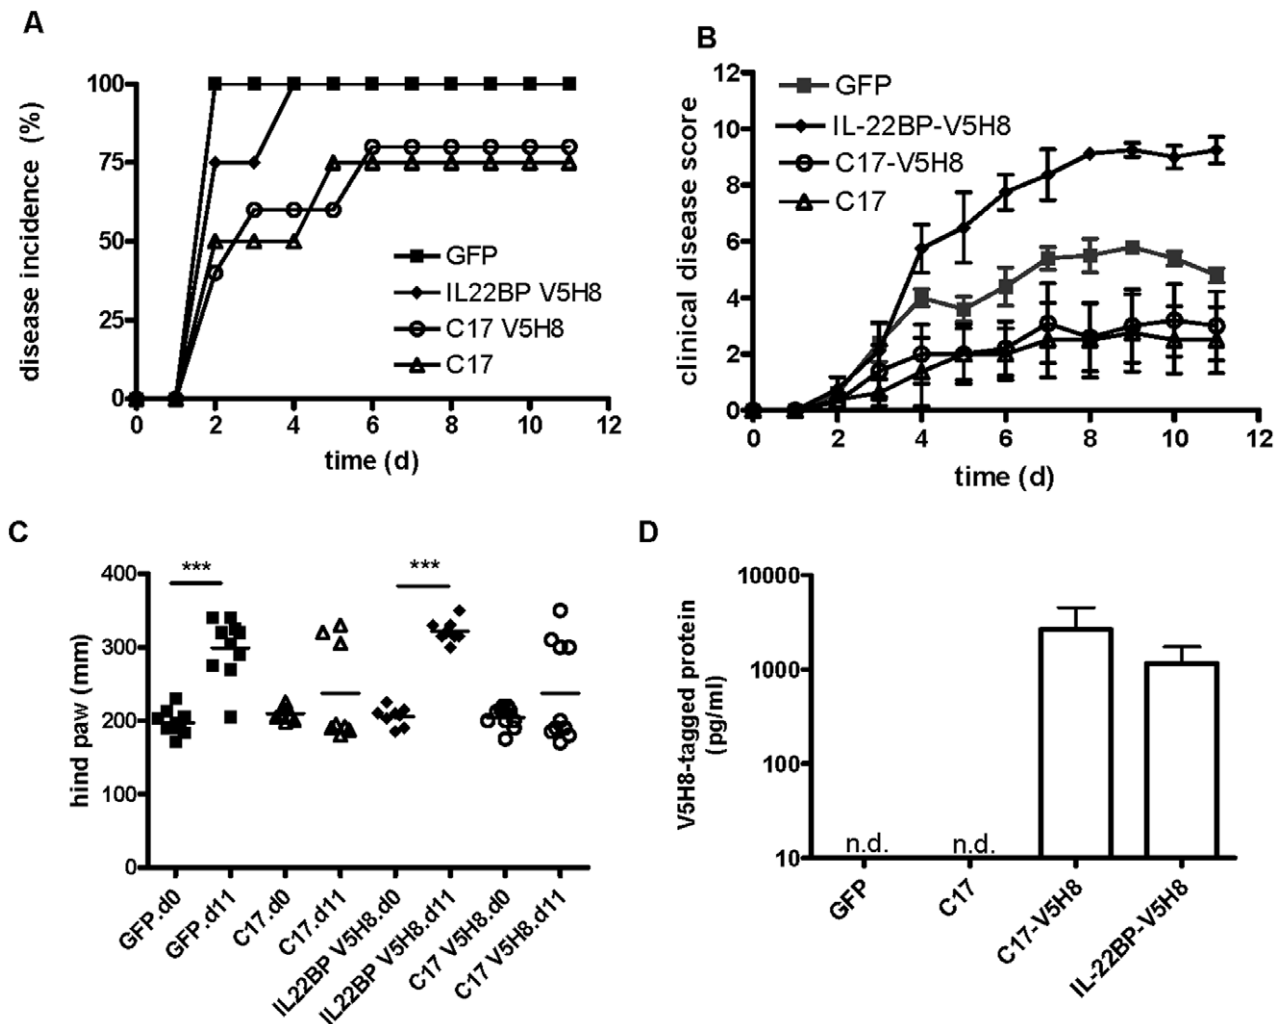 A
disease incidence (%)
100
75
50
25
0
0 2 4 6 8 10 12
time (d)
GFP
IL22BP V5H8
C17 V5H8
C17
B
clinical disease score
12
10
8
6
4
2
0
0 2 4 6 8 10 12
time (d)
GFP
IL-22BP-V5H8
C17-V5H8
C17
C
hind paw (mm)
400
300
200
100
0
*** ***
GFP.d0
GFP.d11
C17.d0
C17.d11
IL22BP V5H8.d0
IL22BP V5H8.d11
C17 V5H8.d0
C17 V5H8.d11
D
V5H8-tagged protein
(pg/ml)
10000
1000
100
10
n.d. n.d.
GFP
C17
C17-V5H8
IL-22BP-V5H8